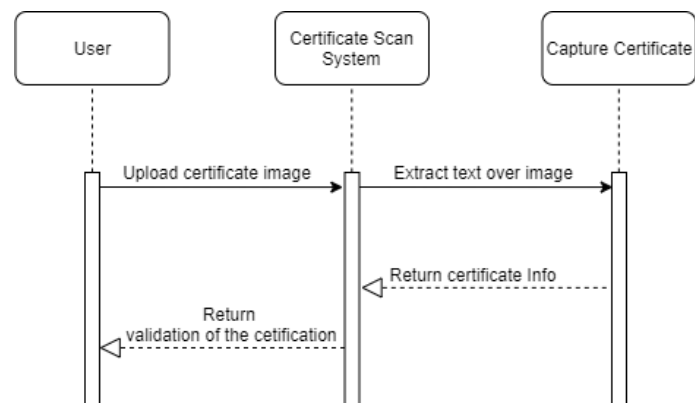 User
Certificate Scan
System
Capture Certificate
Upload certificate image
Extract text over image
Return certificate Info
Return
validation of the cetification